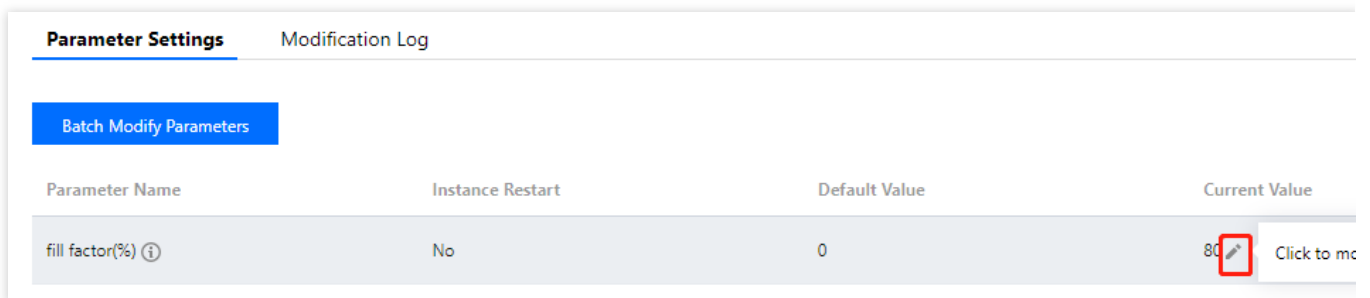 Parameter Settings Modification Log
Batch Modify Parameters
Parameter Name Instance Restart Default Value Current Value
fill factor(%) No 0 80 Click to